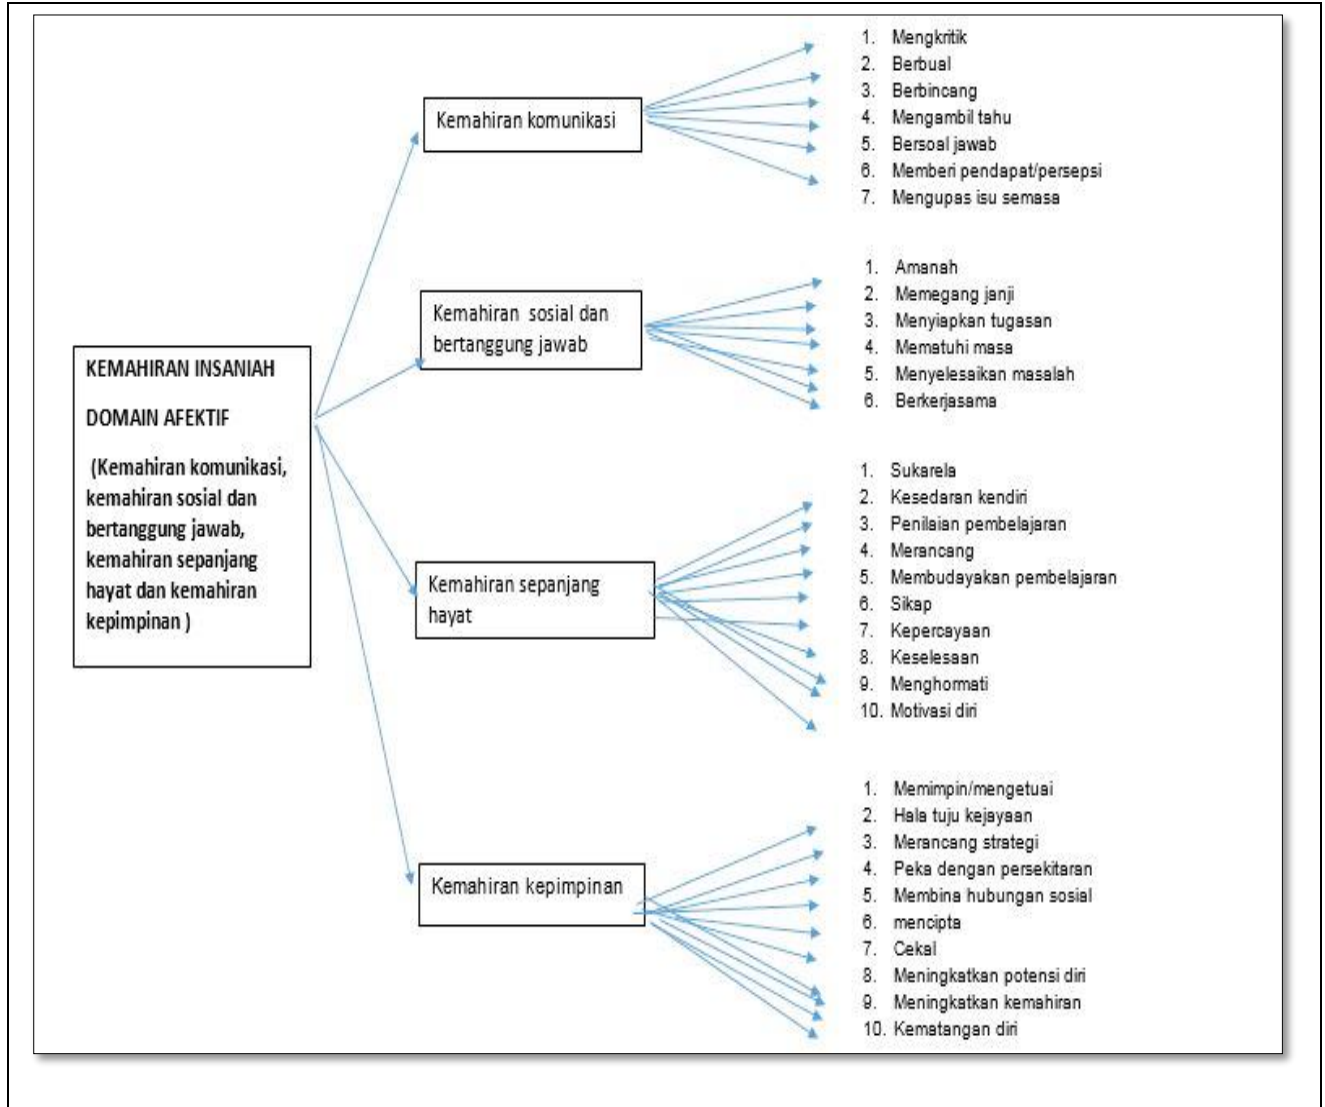 KEMAHIRAN INSANIAH
DOMAIN AFEKTIF
(Kemahiran komunikasi,
kemahiran sosial dan
bertanggung jawab,
kemahiran sepanjang
hayat dan kemahiran
kepimpinan )
Kemahiran komunikasi
1. Mengkritik
2. Berbual
3. Berbincang
4. Mengambil tahu
5. Bersoal jawab
6. Memberi pendapat/persepsi
7. Mengupas isu semasa
Kemahiran sosial dan
bertanggung jawab
1. Amanah
2. Memegang janji
3. Menyiapkan tugasan
4. Mematuhi masa
5. Menyelesaikan masalah
6. Berkerjasama
Kemahiran sepanjang
hayat
1. Sukarela
2. Kesedaran kendiri
3. Penilaian pembelajaran
4. Merancang
5. Membudayakan pembelajaran
6. Sikap
7. Kepercayaan
8. Keselesaan
9. Menghormati
10. Motivasi diri
Kemahiran kepimpinan
1. Memimpin/mengetuai
2. Hala tuju kejayaan
3. Merancang strategi
4. Peka dengan persekitaran
5. Membina hubungan sosial
6. mencipta
7. Cekal
8. Meningkatkan potensi diri
9. Meningkatkan kemahiran
10. Kematangan diri